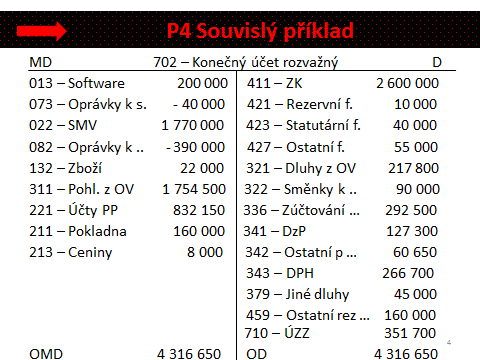 P4 Souvislý příklad
MD 702 – Konečný účet rozvažný D
013 – Software 200 000 411 – ZK 2 600 000
073 – Oprávky k s. - 40 000 421 – Rezervní f. 10 000
022 – SMV 1 770 000 423 – Statutární f. 40 000
082 – Oprávky k .. -390 000 427 – Ostatní f. 55 000
132 – Zboží 22 000 321 – Dluhy z OV 217 800
311 – Pohl. z OV 1 754 500 322 – Směnky k .. 90 000
221 – Účty PP 832 150 336 – Zúčtování ... 292 500
211 – Pokladna 160 000 341 – DzP 127 300
213 – Ceniny 8 000 342 – Ostatní p ... 60 650
343 – DPH 266 700
379 – Jiné dluhy 45 000
459 – Ostatní rez ... 160 000
710 – ÚZZ 351 700
4
OMD 4 316 650 OD 4 316 650